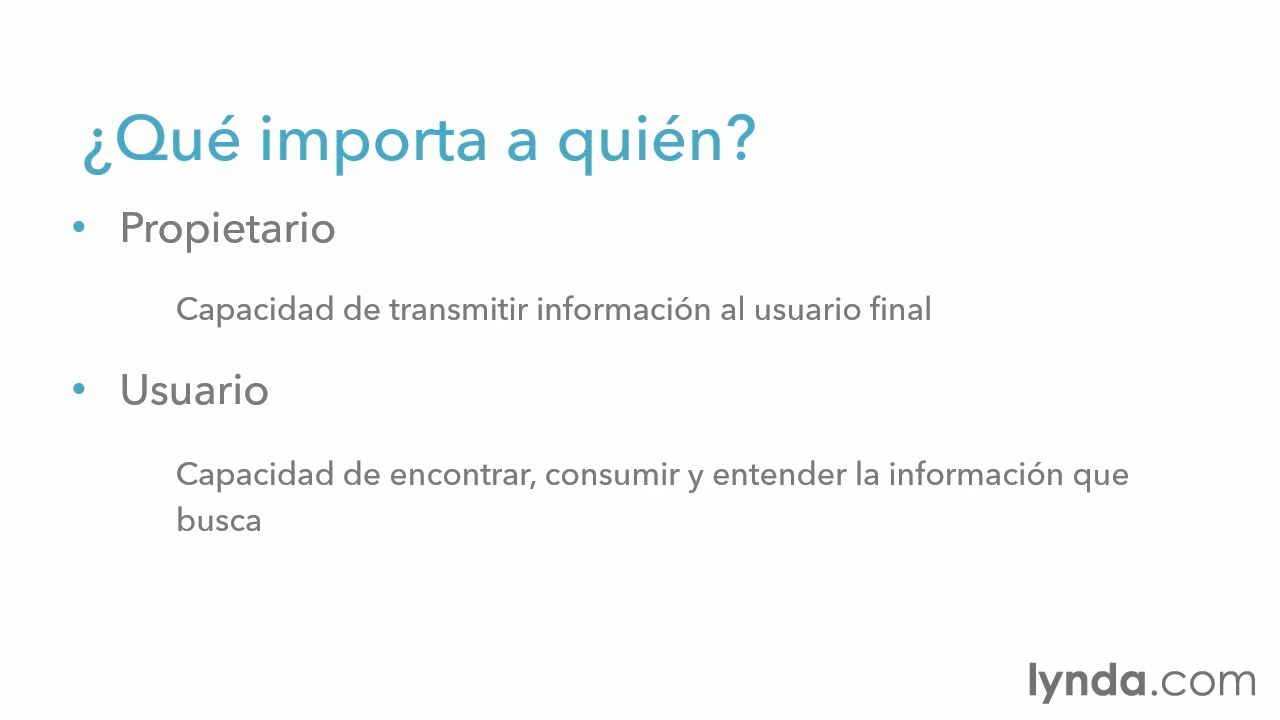 ¿Qué importa a quién?
• Propietario
Capacidad de transmitir información al usuario final
• Usuario
Capacidad de encontrar, consumir y entender la información que
busca
lynda.com